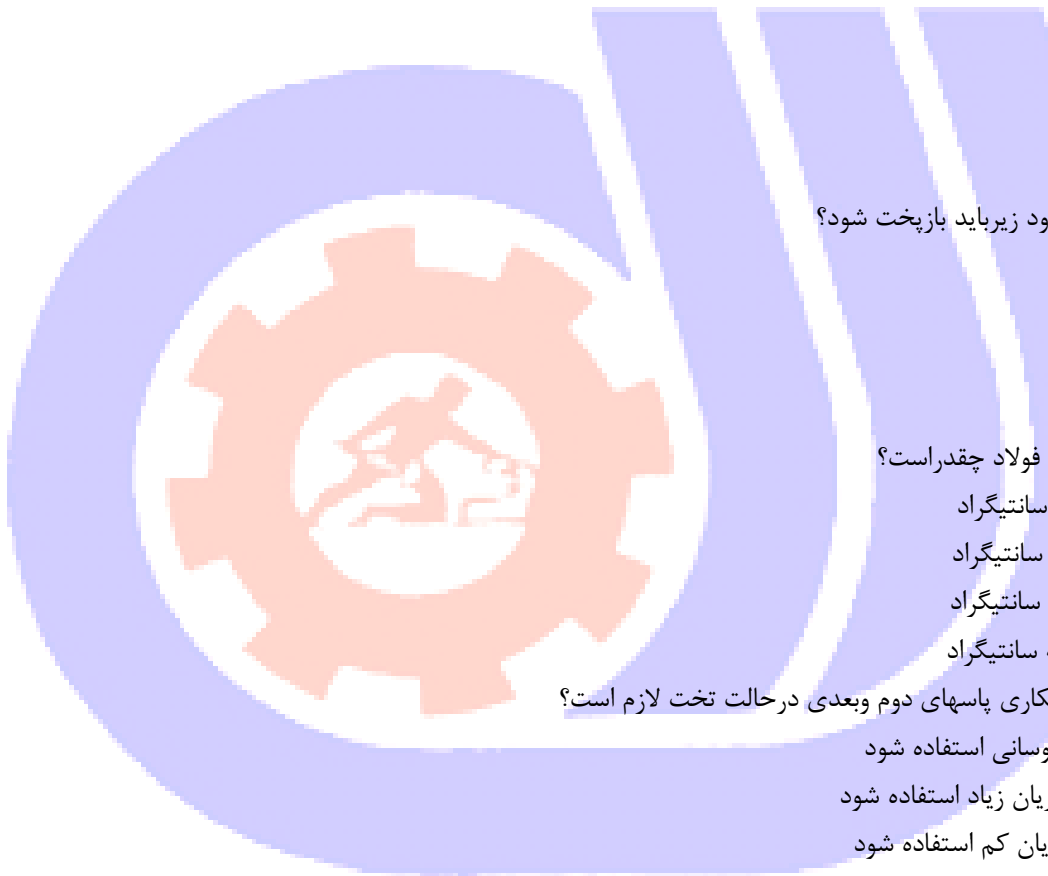 ود زیرباید بازپخت شود؟
فولاد چقدراست؟
سانتیگراد
سانتیگراد
سانتیگراد
سانتیگراد
کاری پاسهای دوم وبعدی درحالت تخت لازم است؟
وسانی استفاده شود
ریان زیاد استفاده شود
یان کم استفاده شود